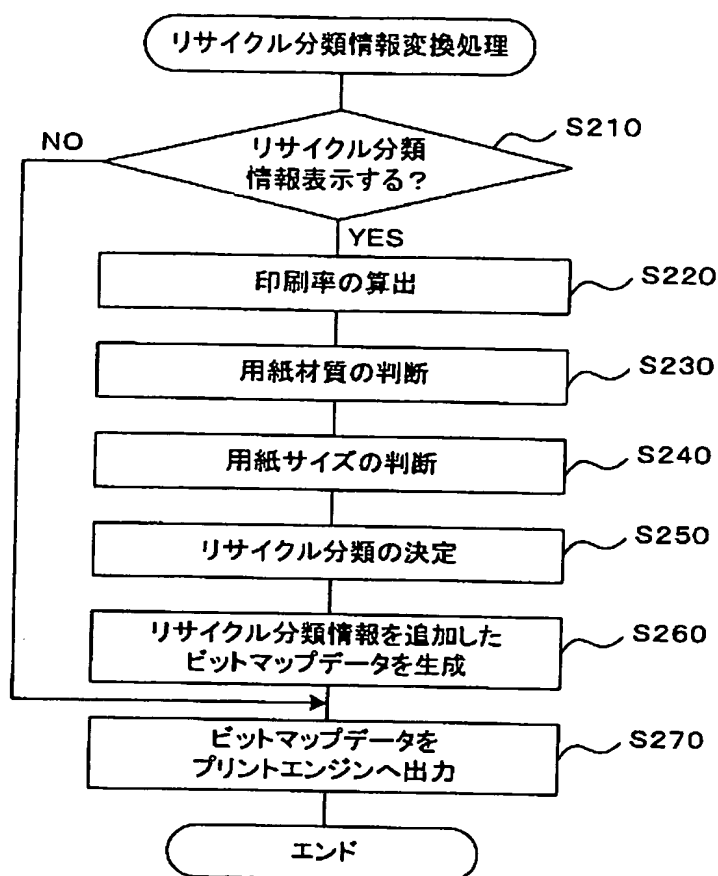 リサイクル分類情報変換処理
NO
リサイクル分類
情報表示する?
S210
YES
印刷率の算出
S220
用紙材質の判断
S230
用紙サイズの判断
S240
リサイクル分類の決定
S250
リサイクル分類情報を追加した
ビットマップデータを生成
S260
ビットマップデータを
プリントエンジンへ出力
S270
エンド